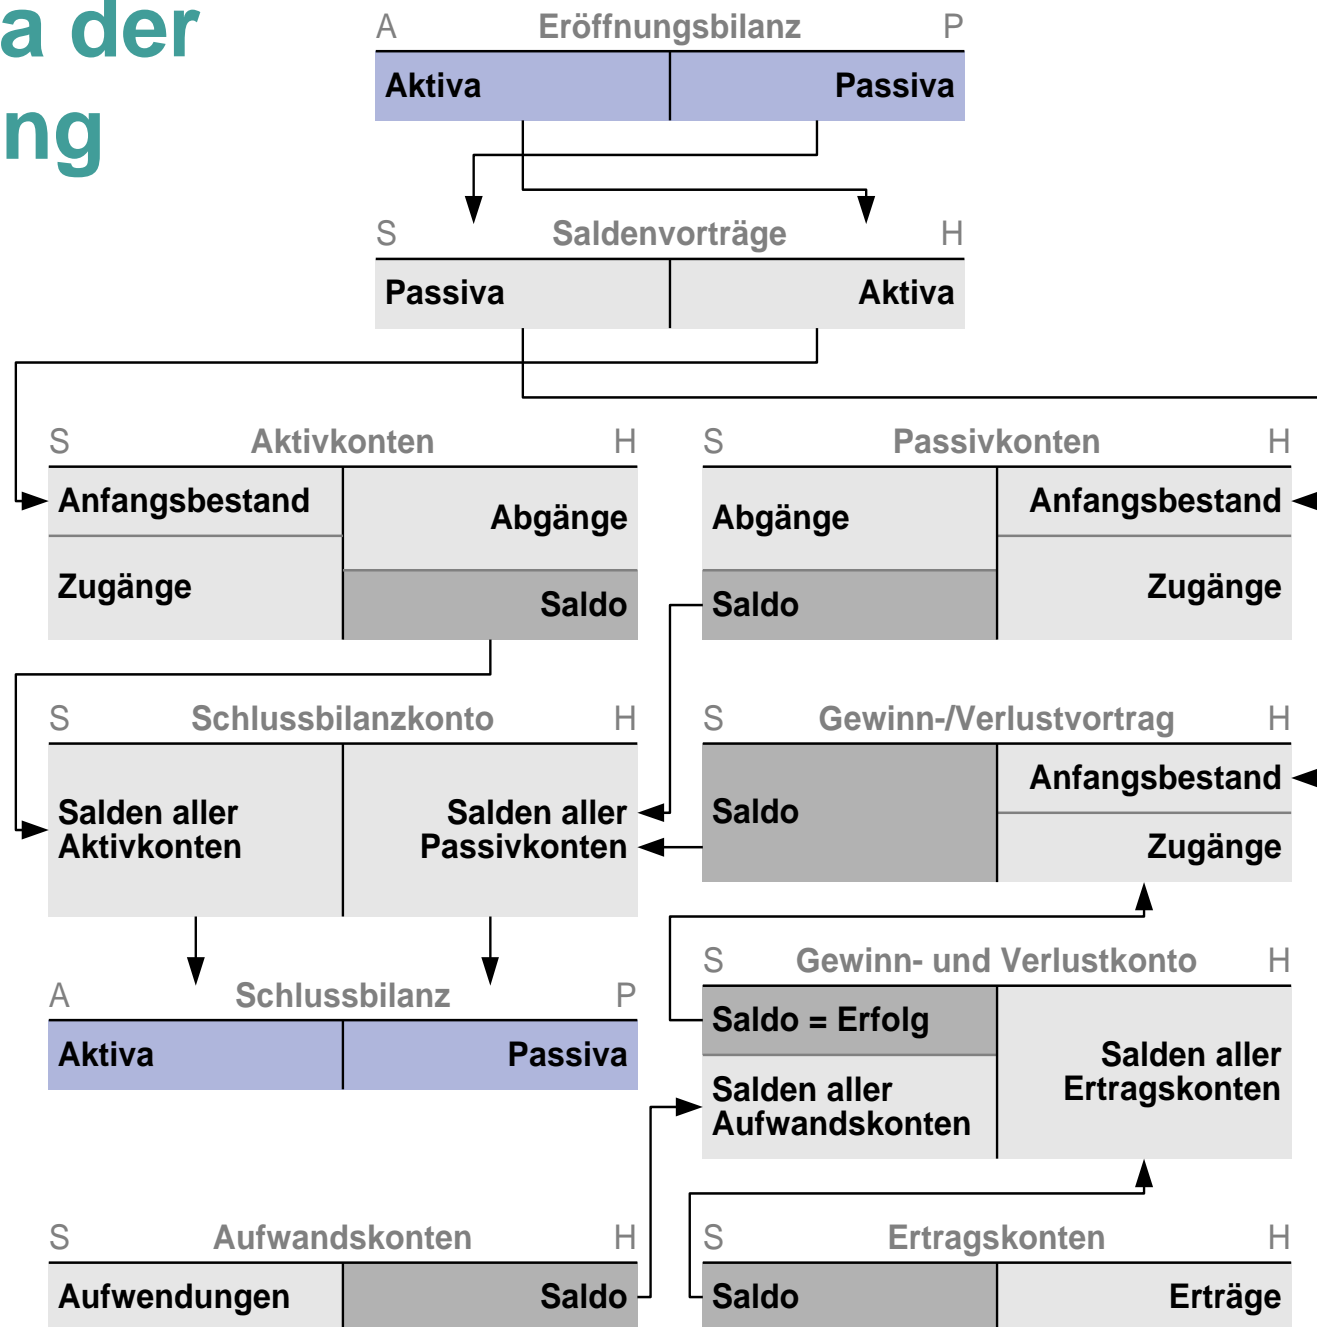 a der
ng
A Eröffnungsbilanz P
Aktiva Passiva
S Saldenvorträge H
Passiva Aktiva
S Aktivkonten H
Anfangsbestand
Abgänge
Zugänge
Saldo
S Passivkonten H
Abgänge
Anfangsbestand
Saldo
Zugänge
S Schlussbilanzkonto H
Salden aller
Aktivkonten
Salden aller
Passivkonten
S Gewinn-/Verlustvortrag H
Saldo
Anfangsbestand
Zugänge
A Schlussbilanz P
Aktiva Passiva
S Gewinn- und Verlustkonto H
Saldo = Erfolg
Salden aller
Aufwandskonten
Salden aller
Ertragskonten
S Aufwandskonten H
Aufwendungen Saldo
S Ertragskonten H
Saldo Erträge